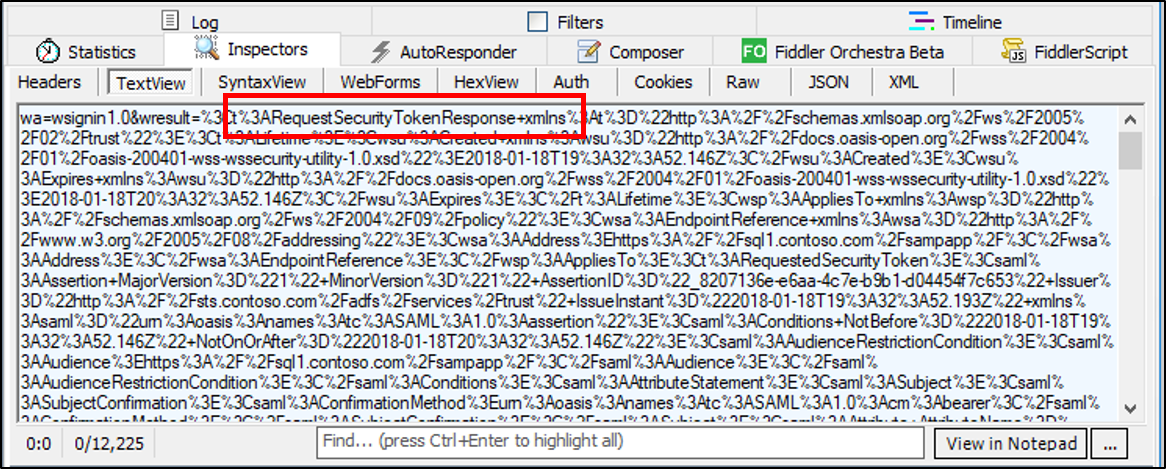 Log Filters Timeline
Statistics Inspectors AutoResponder Composer FO Fiddler Orchestra Beta FiddlerScript
Headers TextView SyntaxView WebForms HexView Auth Cookies Raw JSON XML
wa=wsignin1.0&wresult=%3Ct%3ARequestSecurityTokenResponse+xmlns%3At%3D%22http%3A%2F%2Fschemas.xmlsoap.org%2Fws%2F2005%
2F02%2Ftrust%22%3E%3Ct%3ALifetime%3E%3Cwsu%3ACreated+xmlns%3Awsu%3D%22http%3A%2F%2Fdocs.oasis-open.org%2Fwss%2F2004%
2F01%2Foasis-200401-wss-wssecurity-utility-1.0.xsd%22%3E2018-01-18T19%3A32%3A52.146Z%3C%2Fwsu%3ACreated%3E%3Cwsu%
3AExpires+xmlns%3Awsu%3D%22http%3A%2F%2Fdocs.oasis-open.org%2Fwss%2F2004%2F01%2Foasis-200401-wss-wssecurity-utility-1.0.xsd%22%
3E2018-01-18T20%3A32%3A52.146Z%3C%2Fwsu%3AExpires%3E%3C%2Ft%3ALifetime%3E%3Cwsp%3AAppliesTo+xmlns%3Awsp%3D%22http%
3A%2F%2Fschemas.xmlsoap.org%2Fws%2F2004%2F09%2Fpolicy%22%3E%3Cwsa%3AEndpointReference+xmlns%3Awsa%3D%22http%3A%2F%
2Fwww.w3.org%2F2005%2F08%2Faddressing%22%3E%3Cwsa%3AAddress%3Ehttps%3A%2F%2Fsql1.contoso.com%2Fsampapp%2F%3C%2Fwsa%
3AAddress%3E%3C%2Fwsa%3AEndpointReference%3E%3C%2Fwsp%3AAppliesTo%3E%3Ct%3ARequestedSecurityToken%3E%3Csaml%
3AAssertion+MajorVersion%3D%221%22+MinorVersion%3D%221%22+AssertionID%3D%22_8207136e-e6aa-4c7e-b9b1-d04454f7c653%22+Issuer%
3D%22http%3A%2F%2Fsts.contoso.com%2Fadfs%2Fservices%2Ftrust%22+IssueInstant%3D%222018-01-18T19%3A32%3A52.193Z%22+xmlns%
3Asaml%3D%22urn%3Aoasis%3Anames%3Atc%3ASAML%3A1.0%3Aassertion%22%3E%3Csaml%3AConditions+NotBefore%3D%222018-01-18T19%
3A32%3A52.146Z%22+NotOnOrAfter%3D%222018-01-18T20%3A32%3A52.146Z%22%3E%3Csaml%3AAudienceRestrictionCondition%3E%3Csaml%
3AAudience%3Ehttps%3A%2F%2Fsql1.contoso.com%2Fsampapp%2F%3C%2Fsaml%3AAudience%3E%3C%2Fsaml%
3AAudienceRestrictionCondition%3E%3C%2Fsaml%3AConditions%3E%3Csaml%3AAttributeStatement%3E%3Csaml%3ASubject%3E%3Csaml%
3ASubjectConfirmation%3E%3Csaml%3AConfirmationMethod%3Eurn%3Aoasis%3Anames%3Atc%3ASAML%3A1.0%3Acm%3Abearer%3C%2Fsaml%
3AConfirmationMethod%3E%3C%2Fsaml%3ASubjectConfirmation%3E%3C%2Fsaml%3ASubject%3E%3Csaml%3AAttribute+AttributeName%3D%
0:0 0/12,225 Find... (press Ctrl+Enter to highlight all) View in Notepad ...